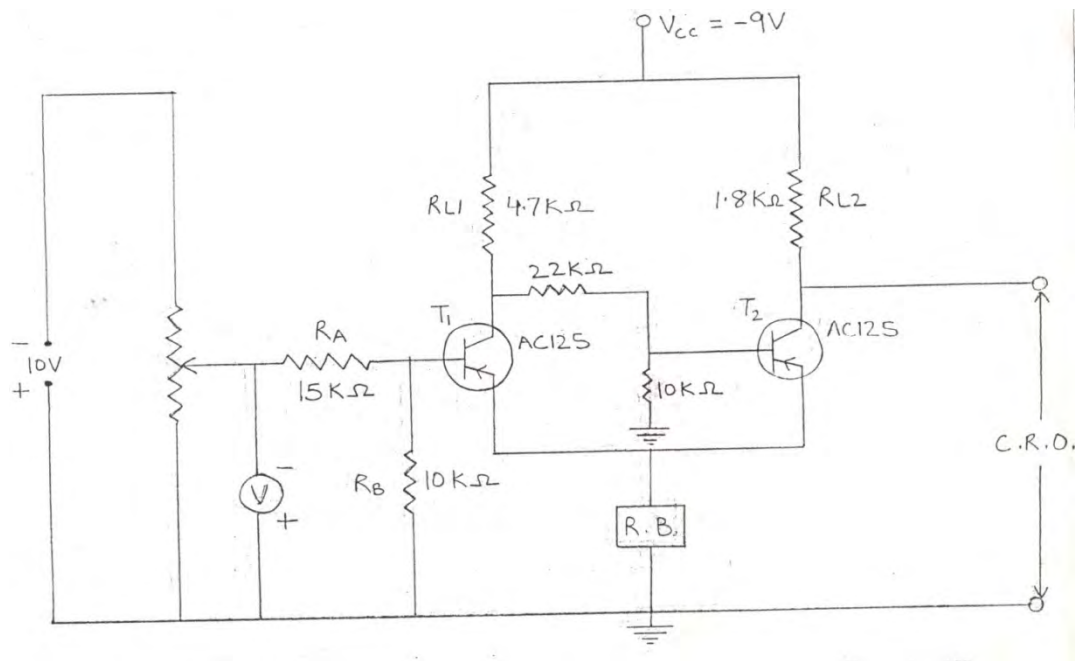 Vcc = -9V
RL1
4.7KΩ
1.8KΩ
RL2
22KΩ
T1
AC125
T2
AC125
-
10V
+
RA
15KΩ
10KΩ
C.R.O.
V
-
+
RB
10KΩ
R.B.